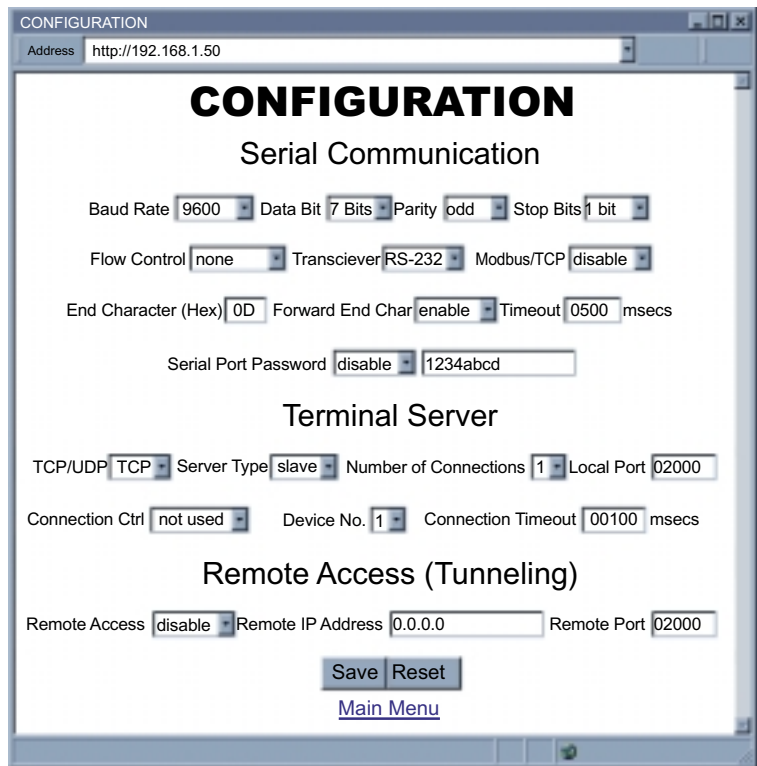 CONFIGURATION
Address http://192.168.1.50
CONFIGURATION
Serial Communication
Baud Rate 9600 Data Bit 7 Bits Parity odd Stop Bits 1 bit
Flow Control none Transciever RS-232 Modbus/TCP disable
End Character (Hex) 0D Forward End Char enable Timeout 0500 msecs
Serial Port Password disable 1234abcd
Terminal Server
TCP/UDP TCP Server Type slave Number of Connections 1 Local Port 02000
Connection Ctrl not used Device No. 1 Connection Timeout 00100 msecs
Remote Access (Tunneling)
Remote Access disable Remote IP Address 0.0.0.0 Remote Port 02000
Save Reset
Main Menu